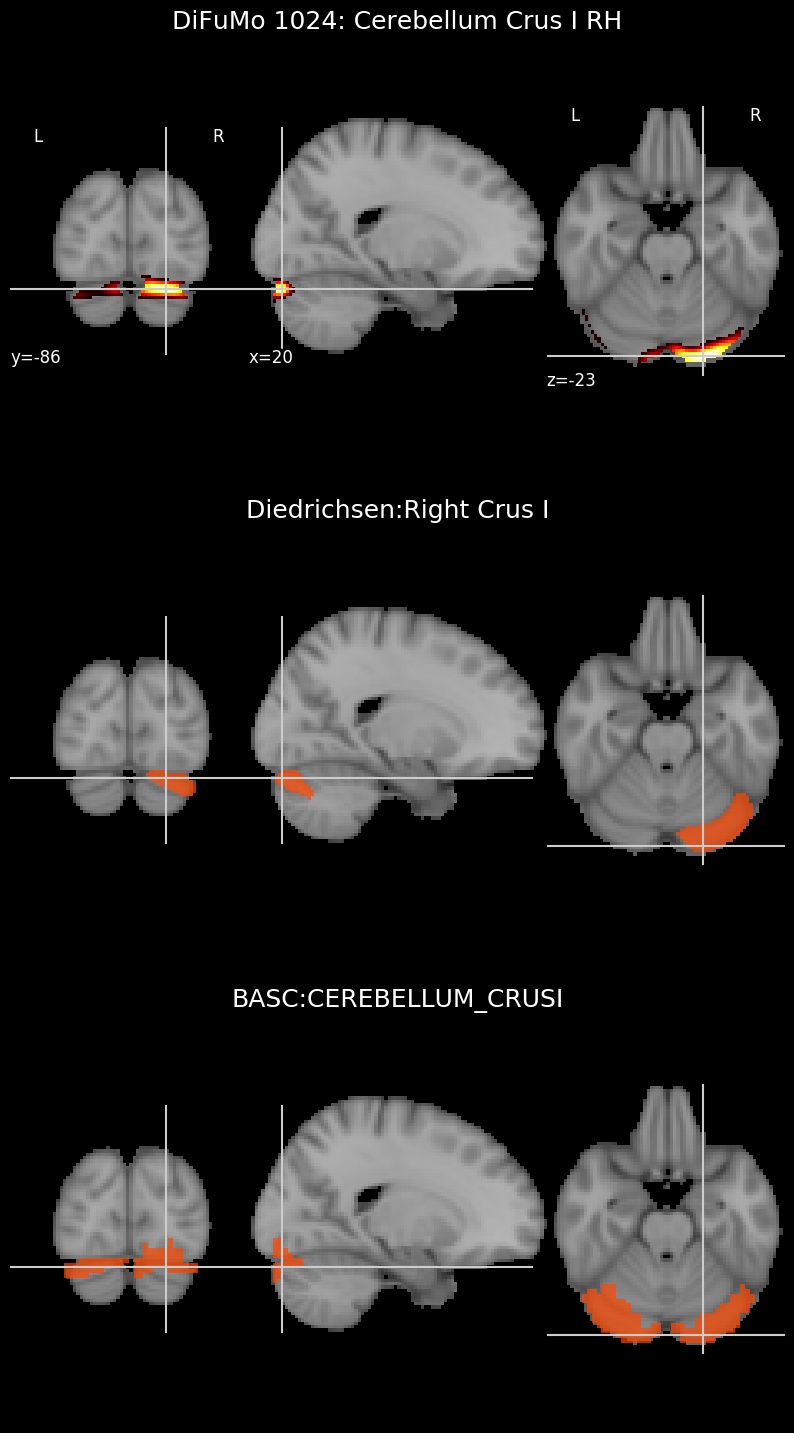 DiFuMo 1024: Cerebellum Crus I RH
L
R
L
R
y=-86
x=20
z=-23
Diedrichsen:Right Crus I
BASC:CEREBELLUM_CRUSI